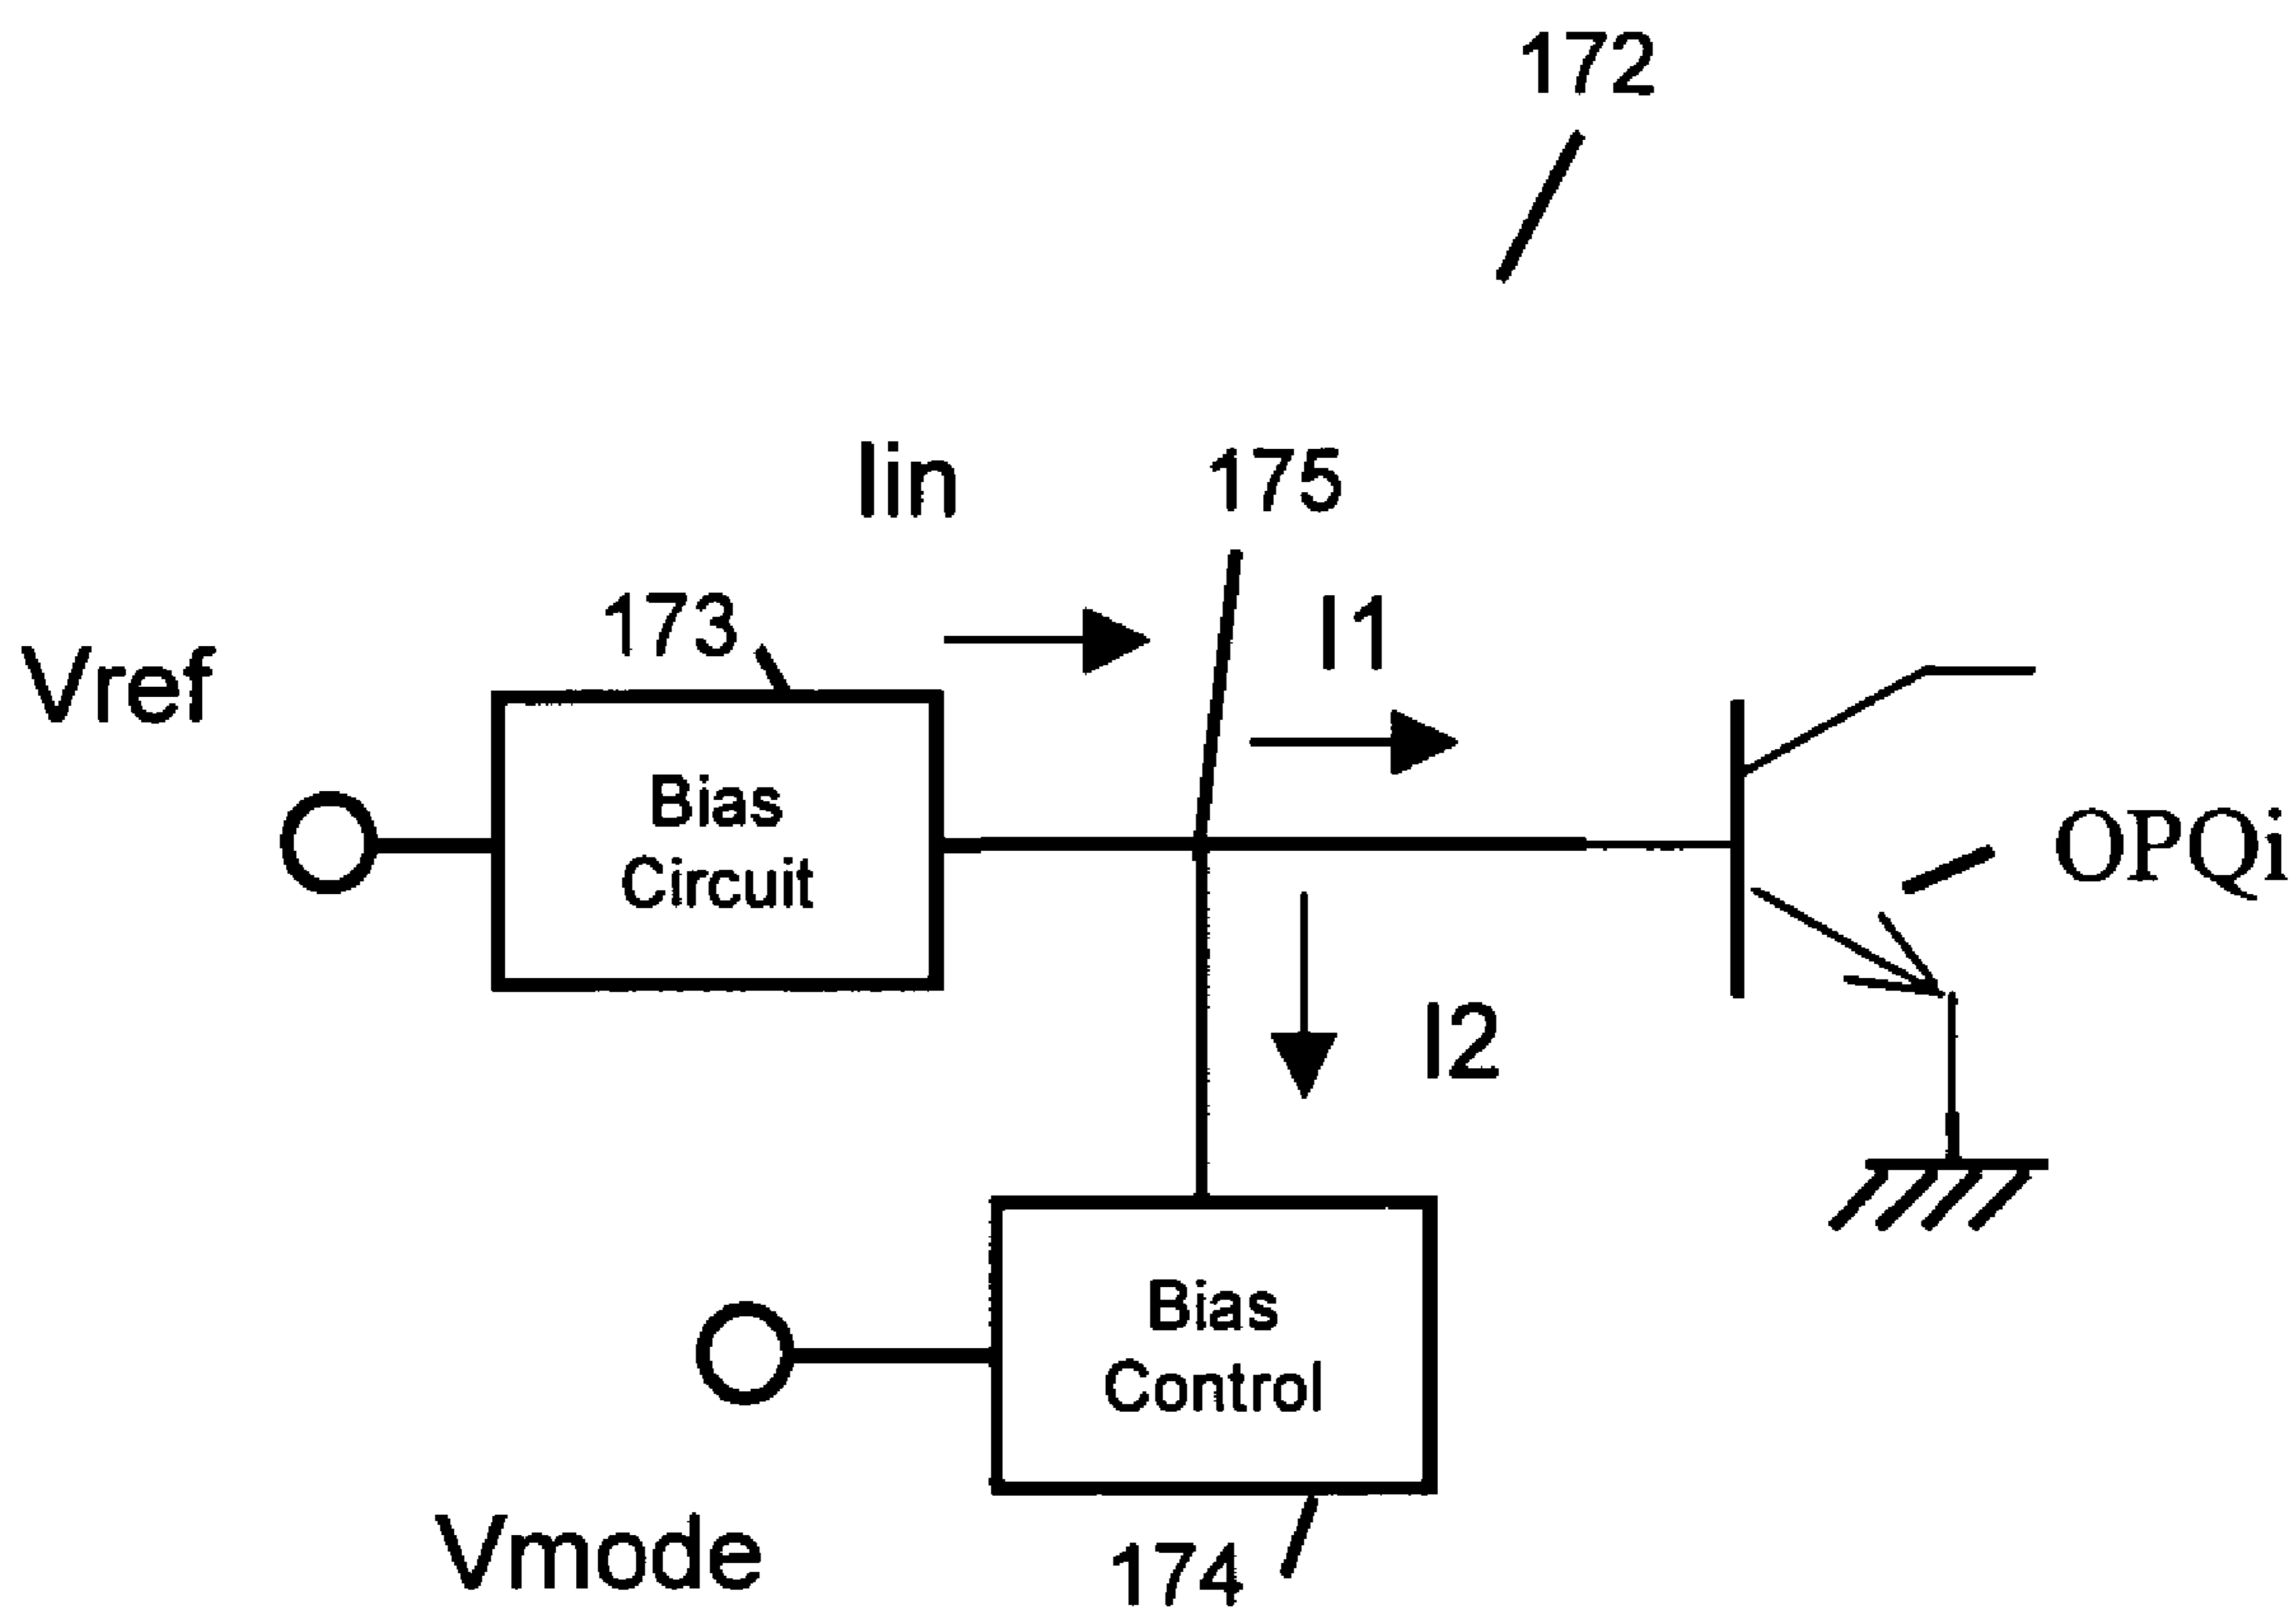 172
Iin
175
173
I1
Vref
Bias
Circuit
OPQi
I2
Bias
Control
Vmode
174